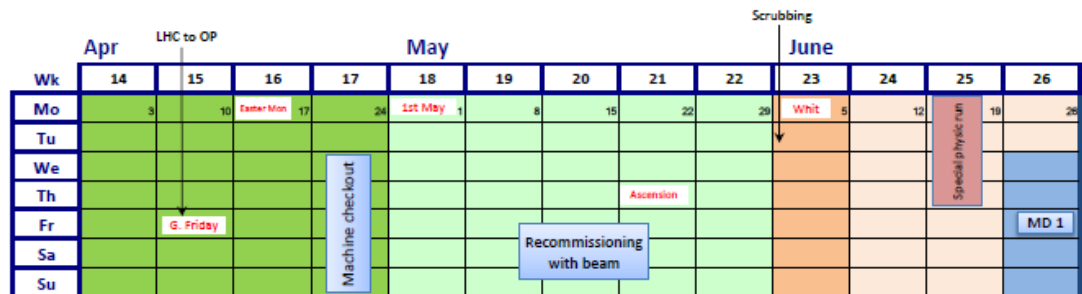 Scrubbing
LHC to OP
Apr May June
Wk 14 15 16 17 18 19 20 21 22 23 24 25 26
Mo 3 10 Easter Mon 17 24 1st May 1 8 15 22 29 Whit 5 12 19 26
Tu
We
Th Ascension
Fr G. Friday
Sa
Su
Machine checkout
Recommissioning
with beam
Special physic run
MD 1